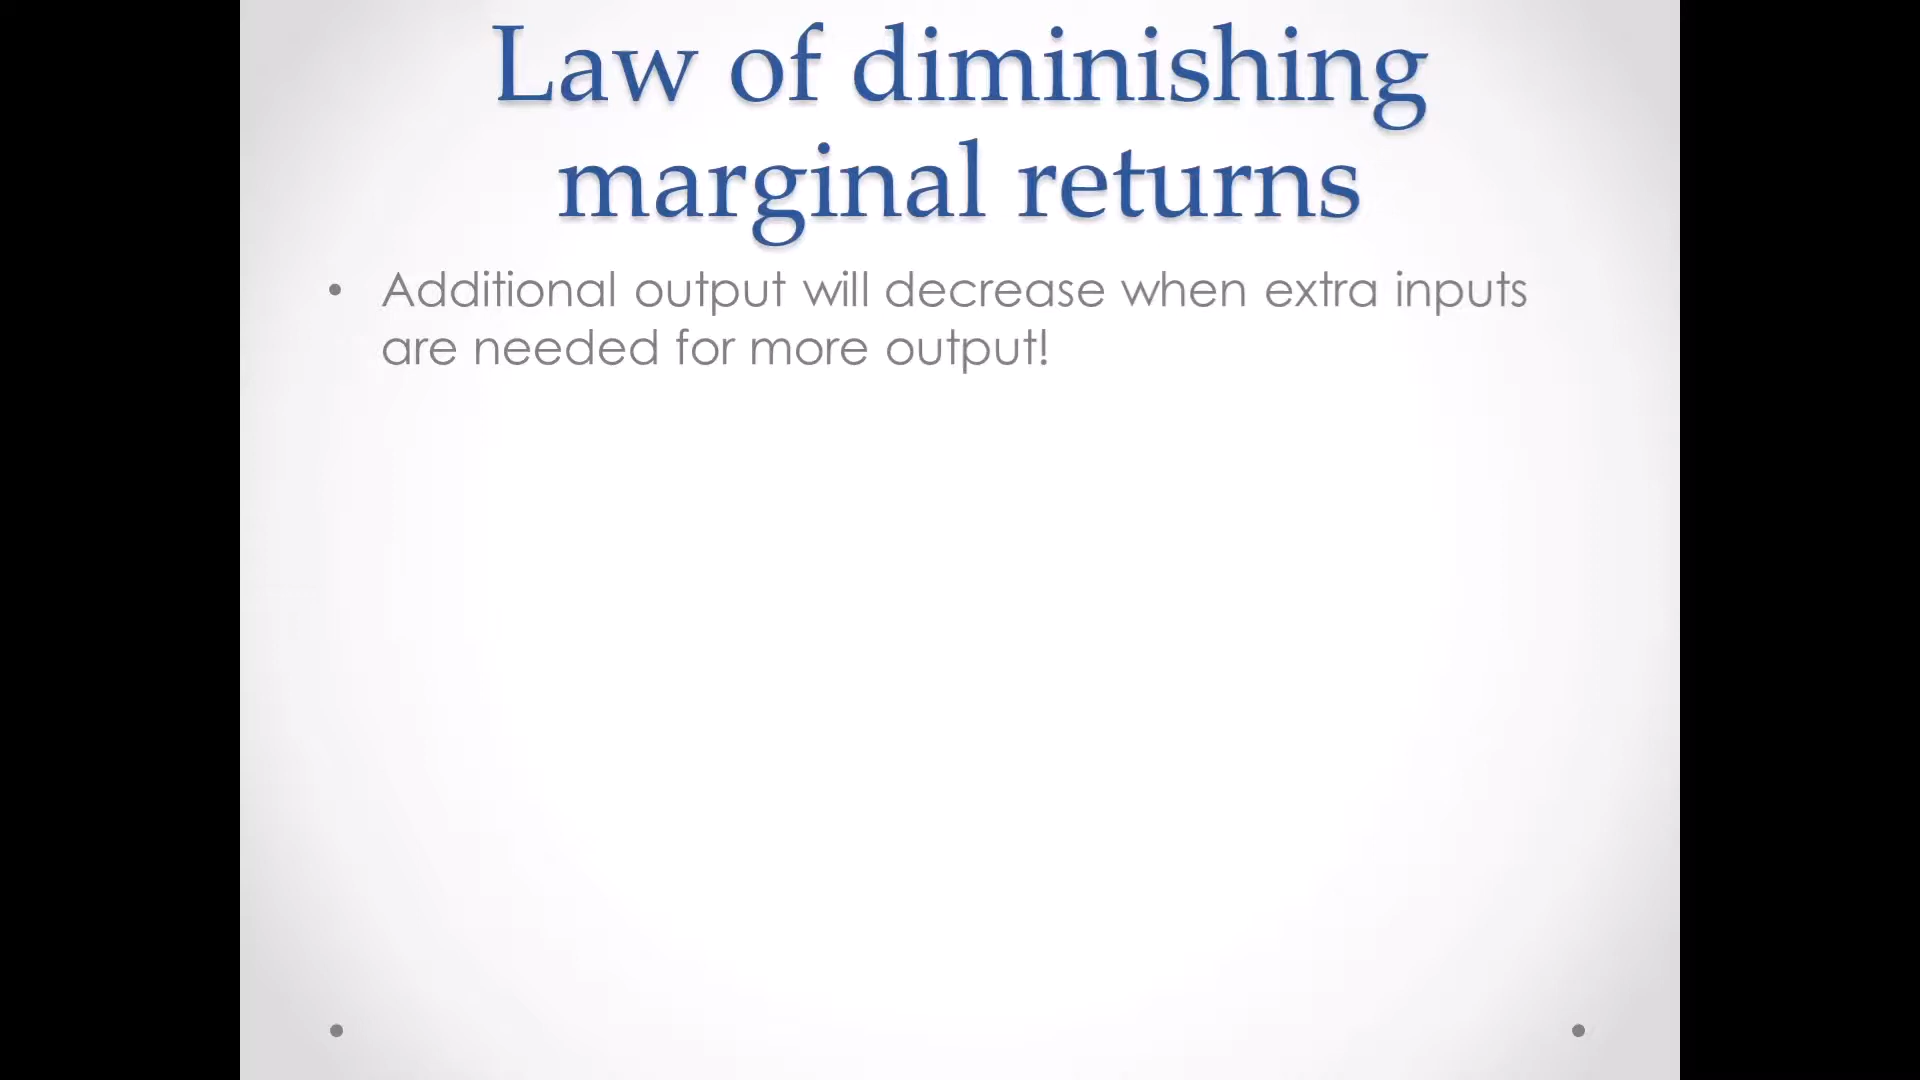 Law of diminishing
marginal returns
• Additional output will decrease when extra inputs
are needed for more output!